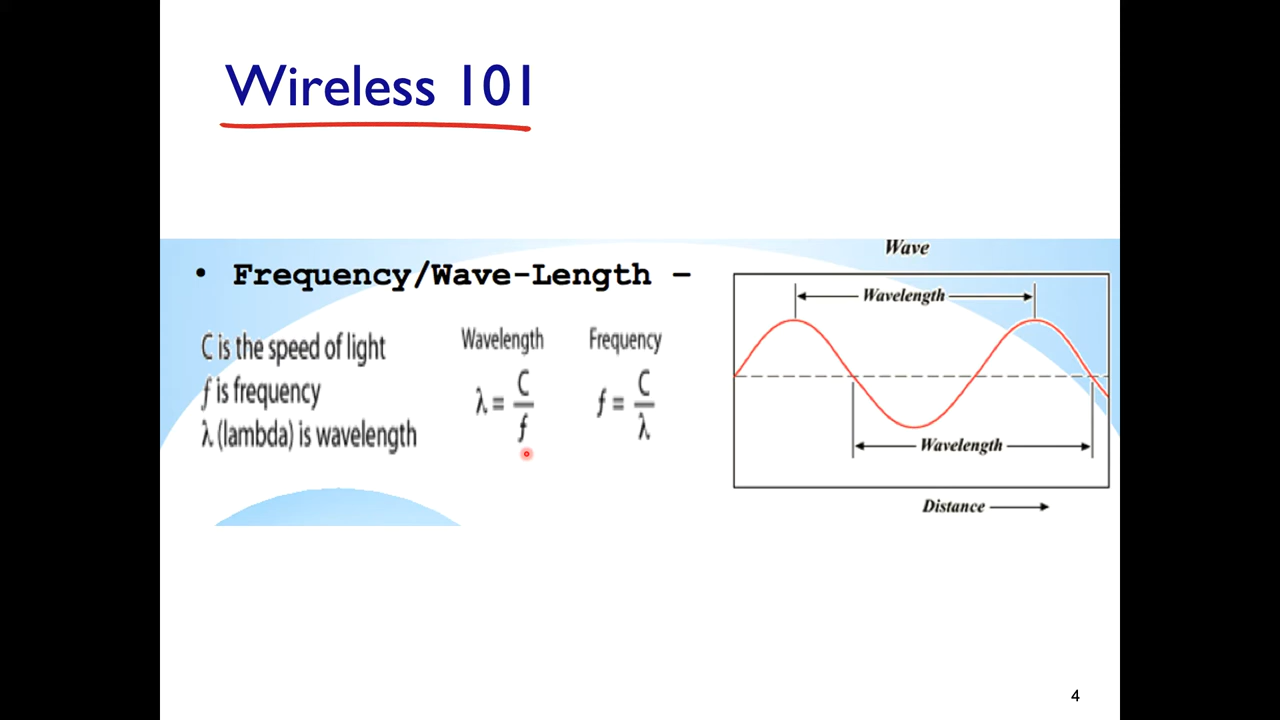 Wireless 101
• Frequency/Wave-Length –
C is the speed of light
f is frequency
λ (lambda) is wavelength
Wavelength
λ = C/f
Frequency
f = C/λ
Wave
Wavelength
Wavelength
Distance
4